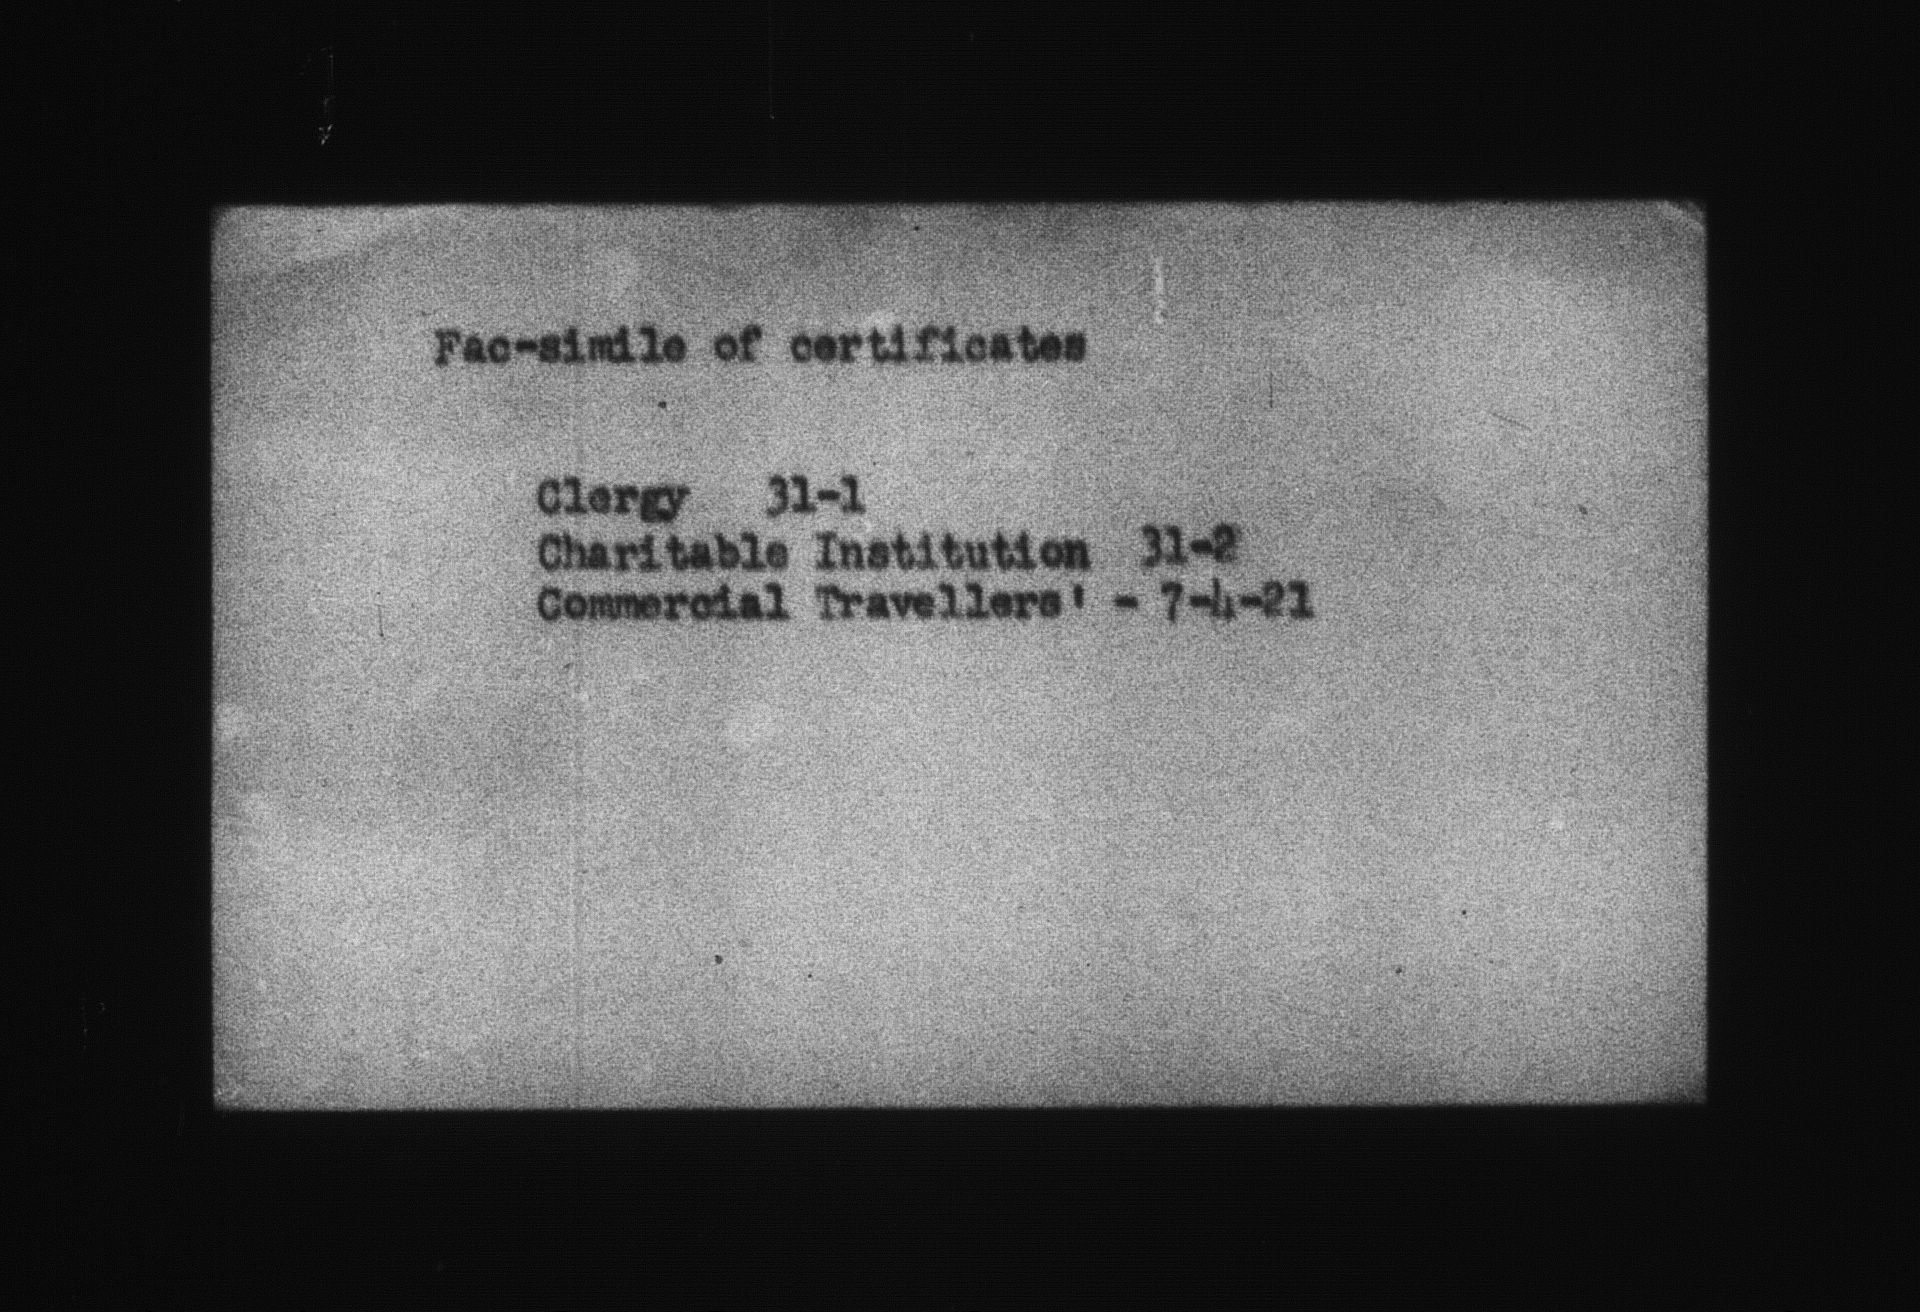 Fac-simile of certificates
Clergy 31-1
Charitable Institution 31-2
Commercial Travellers' - 7-4-21